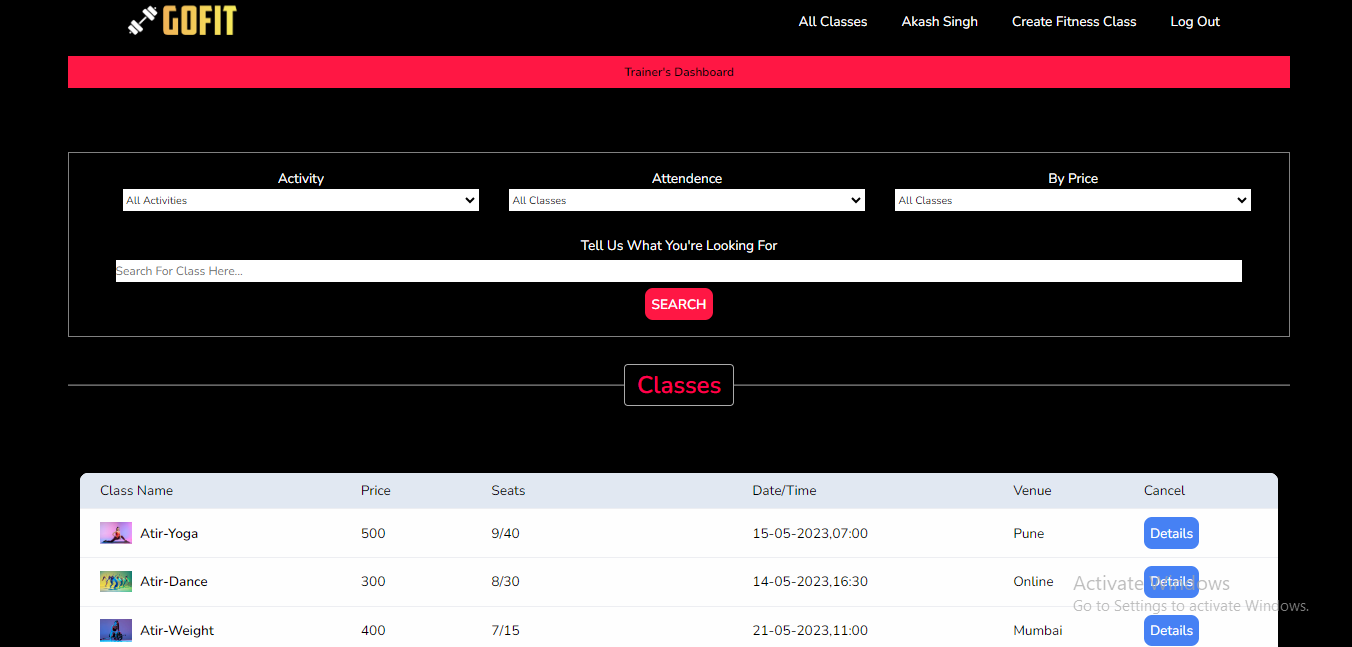 GOFIT All Classes Akash Singh Create Fitness Class Log Out
Trainer's Dashboard
Activity Attendence By Price
All Activities All Classes All Classes
Tell Us What You're Looking For
Search For Class Here...
SEARCH
Classes
Class Name Price Seats Date/Time Venue Cancel
Atir-Yoga 500 9/40 15-05-2023,07:00 Pune Details
Atir-Dance 300 8/30 14-05-2023,16:30 Online Details
Activate Windows
Go to Settings to activate Windows.
Atir-Weight 400 7/15 21-05-2023,11:00 Mumbai Details